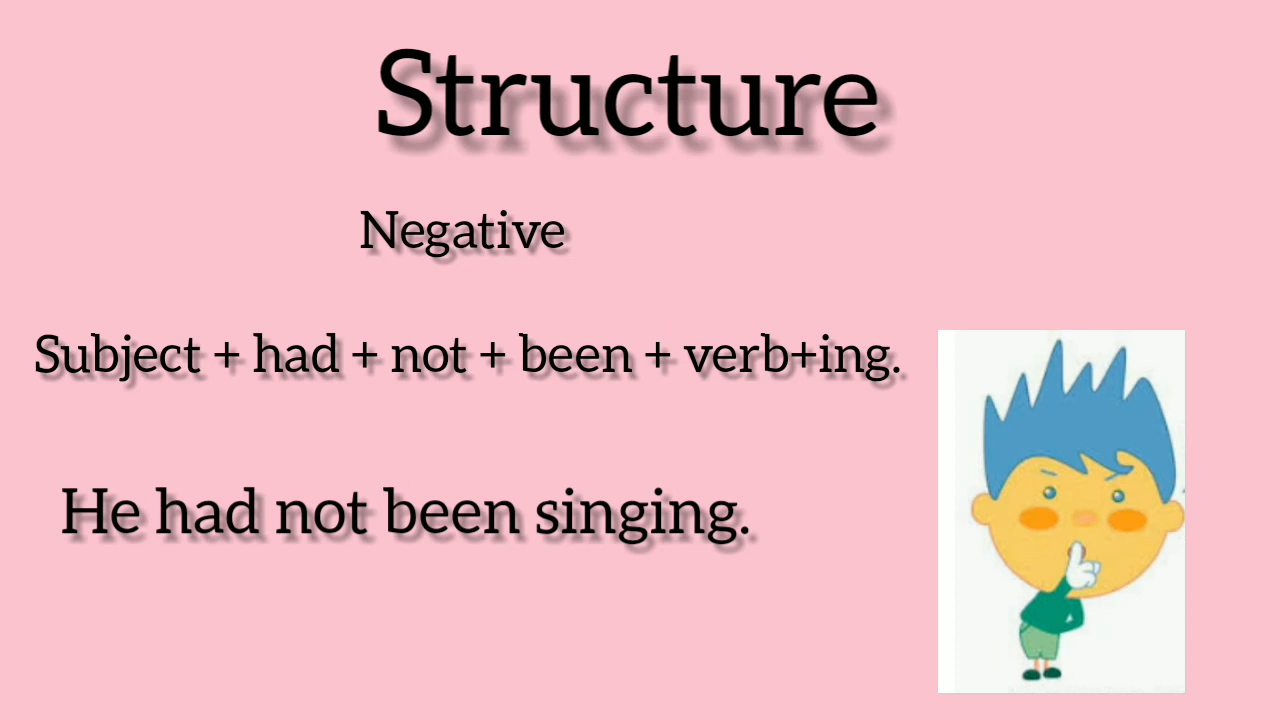 Structure
Negative
Subject + had + not + been + verb+ing.
He had not been singing.